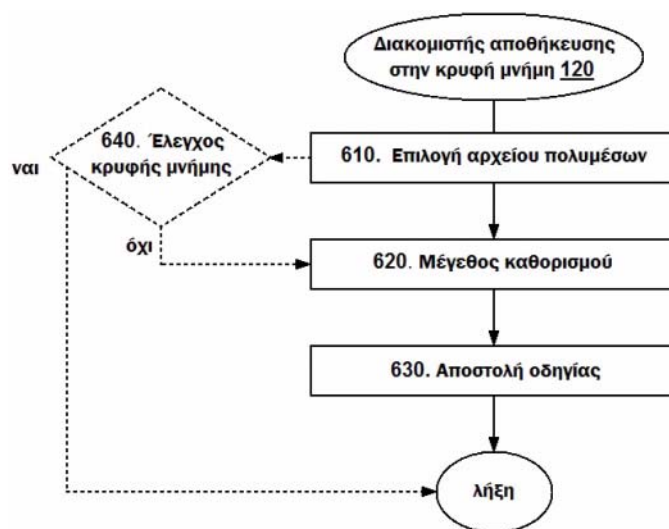 Διακομιστής αποθήκευσης
στην κρυφή μνήμη 120
640. Έλεγχος
κρυφής μνήμης
ναι
610. Επιλογή αρχείου πολυμέσων
όχι
620. Μέγεθος καθορισμού
630. Αποστολή οδηγίας
λήξη